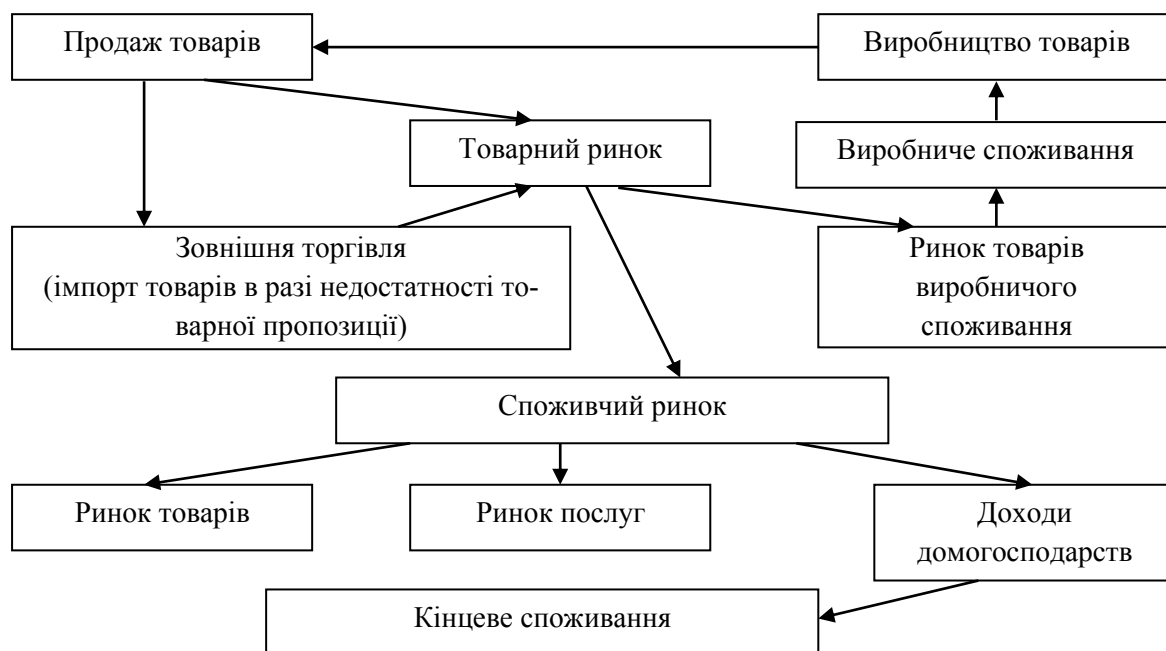 Продаж товарів
Виробництво товарів
Товарний ринок
Виробниче споживання
Зовнішня торгівля
(імпорт товарів в разі недостатності то-
варної пропозиції)
Ринок товарів
виробничого
споживання
Споживчий ринок
Ринок товарів
Ринок послуг
Доходи
домогосподарств
Кінцеве споживання